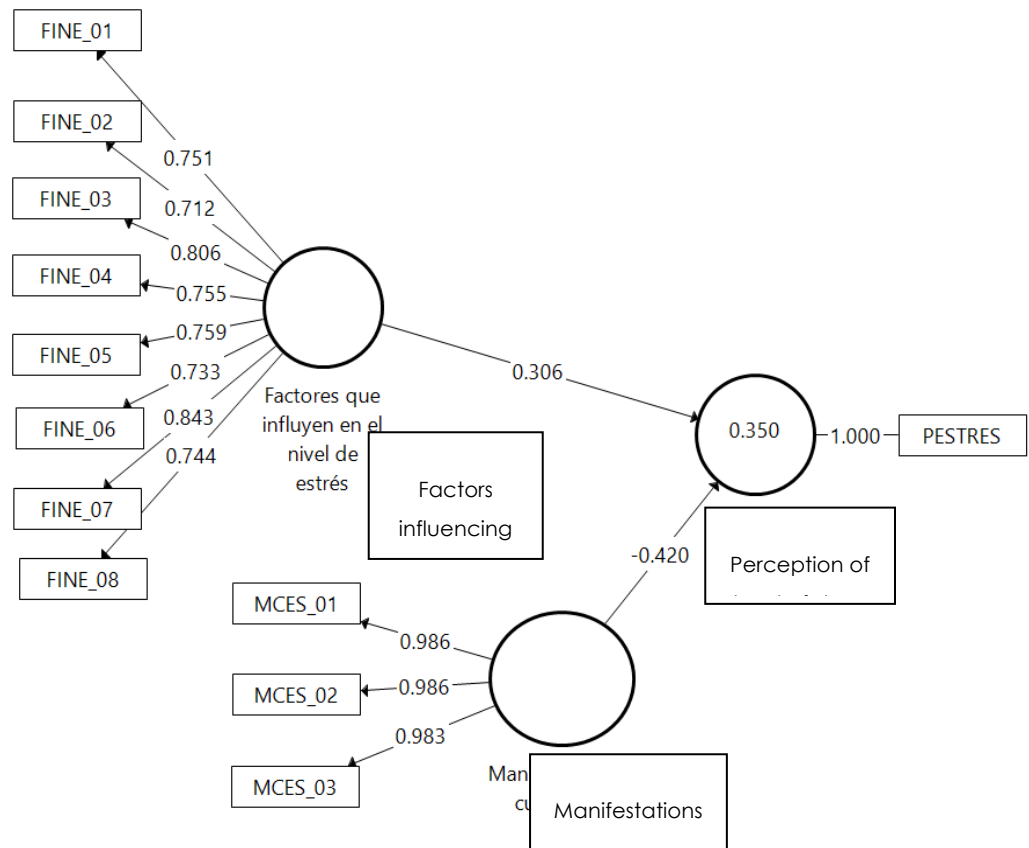 FINE_01
FINE_02
0.751
FINE_03
0.712
0.806
FINE_04
0.755
FINE_05
0.759
0.733
FINE_06
0.843
0.744
FINE_07
FINE_08
Factores que
influyen en el
nivel de
estrés
Factors
influencing
0.306
0.350
1.000
PESTRES
-0.420
Perception of
MCES_01
0.986
MCES_02
0.986
0.983
MCES_03
Manifestations